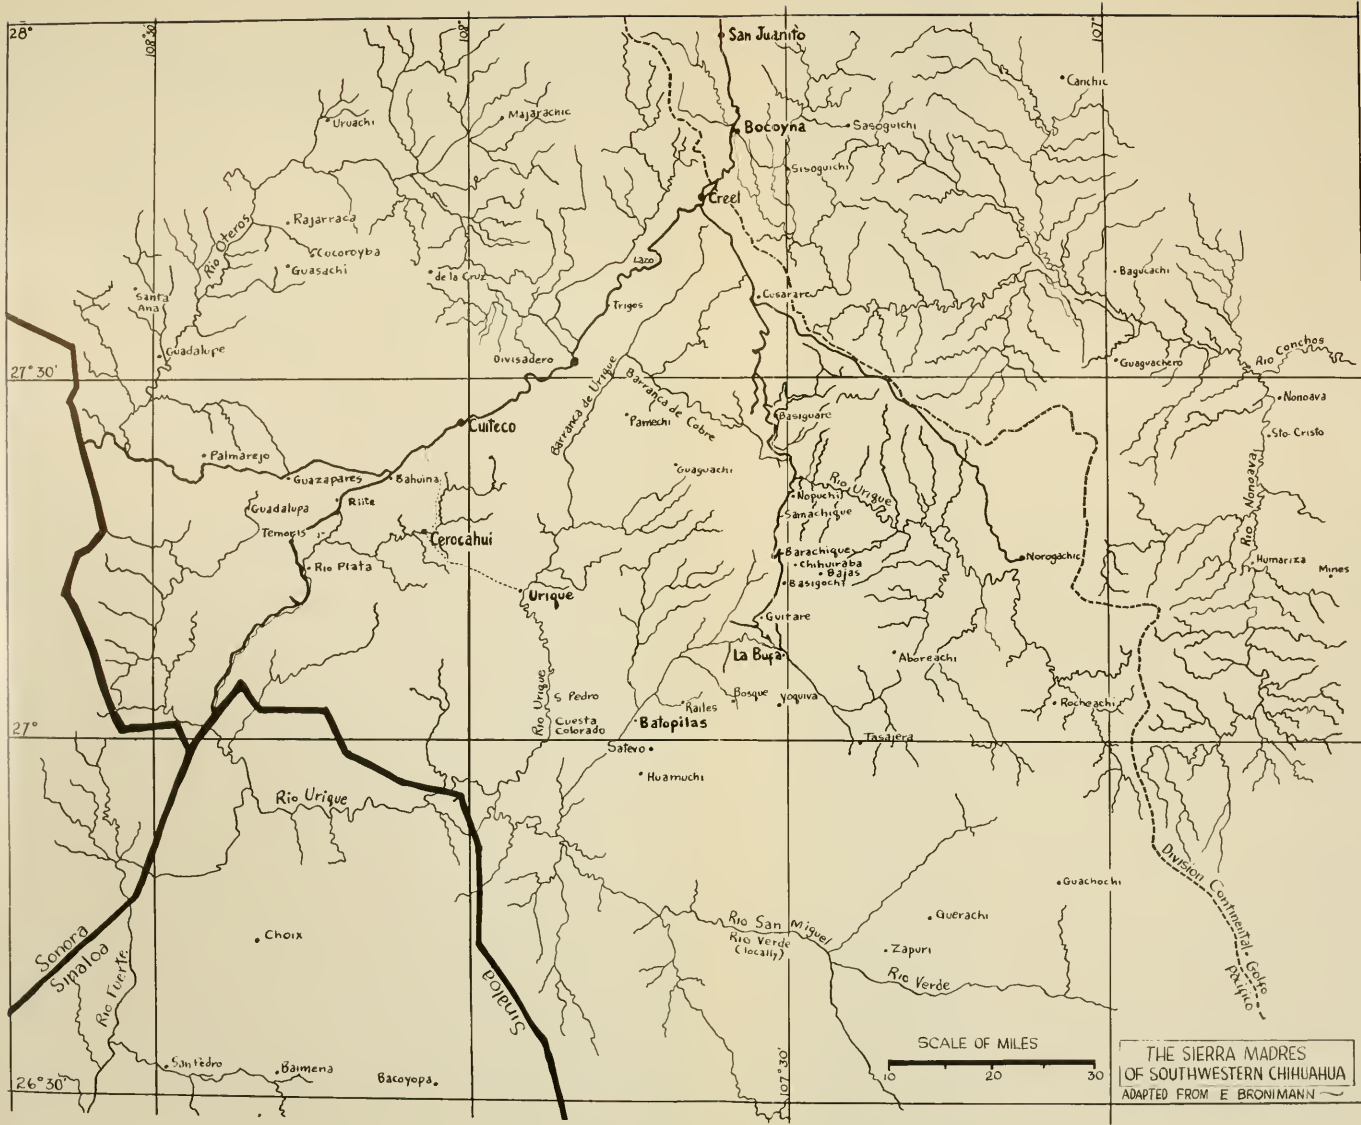 28°
108°30'
108°
107°
San Juanito
Canchic
Uruachi
Majarachic
Bocoyna
Sasoguichi
Sisoguichi
Creel
Rajarraca
Rio Oteros
Cucoroyba
Guasachi
de la Cruz
Lazo
Bagucachi
Santa
Ana
Trigos
Cusarare
Guadalupe
Divisadero
Guaguachero
Rio Conchos
27°30'
Barranca de Urique
Barranca de Cobre
Nonoava
Pamechi
Basiguare
Cuiteco
Sto-Cristo
Palmarejo
Guaguachi
Guazapares
Bahuina
Rio Urique
Rio Nonoava
Nopuchi
Riite
Guadalupa
Samachique
Temoris
Cerocahui
Barachique
Norogachic
Chihuiraba
Humariza
Rio Plata
Bajas
Mines
Basigochi
Urique
Guitare
La Bufa
Aboreachi
Rio Urique
S Pedro
Bosque
Yoquiva
Railes
Rocheachi
Cuesta
Colorado
Batopilas
27°
Satevo
Tasajera
Huamuchi
Rio Urique
Division Continental
Golfo
Pacifico
Guachochi
Rio San Miguel
Rio Verde
(locally)
Querachi
Choix
Zapuri
Sonora
Sinaloa
Rio Fuerte
Sinaloa
Rio Verde
SCALE OF MILES
10 20 30
107°30'
San Pedro
Baimena
Bacoyopa
26°30'
THE SIERRA MADRES
OF SOUTHWESTERN CHIHUAHUA
ADAPTED FROM E BRONIMANN